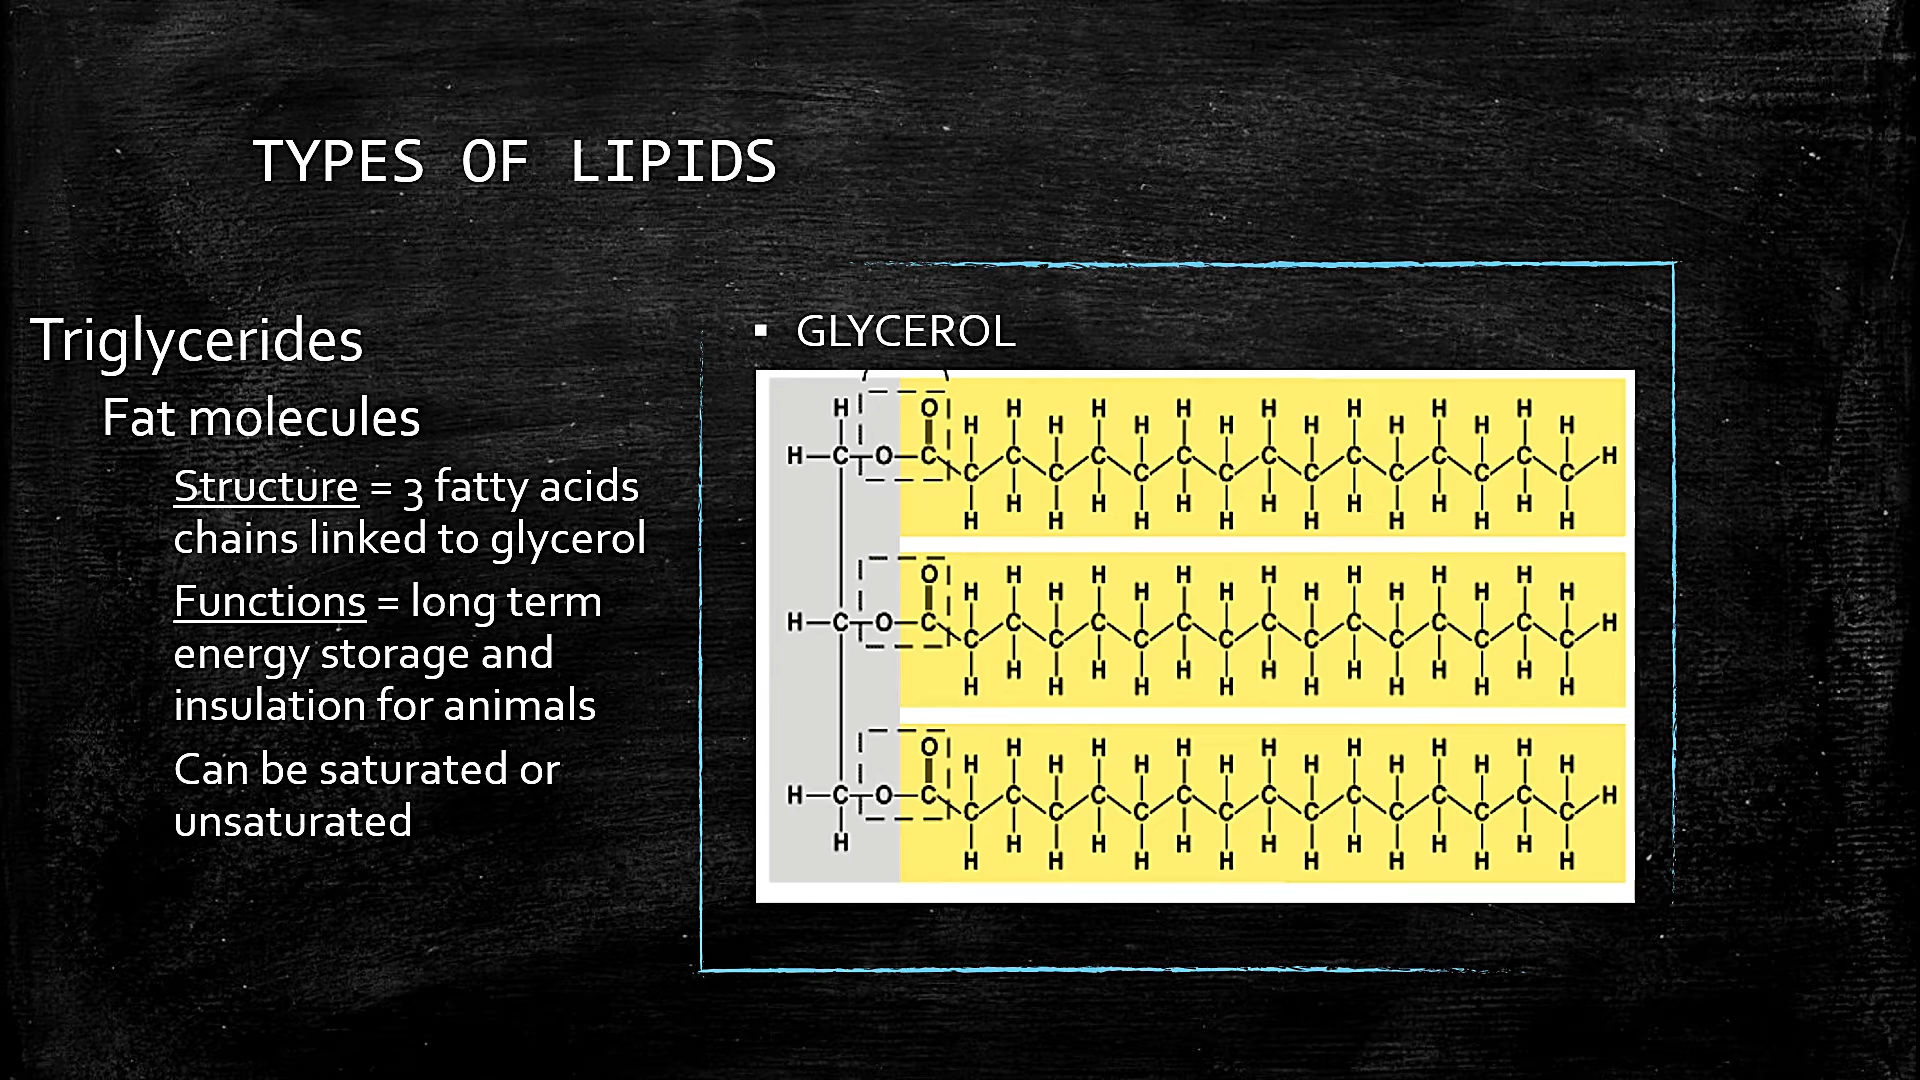 TYPES OF LIPIDS
Triglycerides
Fat molecules
Structure = 3 fatty acids
chains linked to glycerol
Functions = long term
energy storage and
insulation for animals
Can be saturated or
unsaturated
▪ GLYCEROL
H O H H H H H H H H H H H H H H H
H—C—O—C C C C C C C C C C C C C C C C—H
H H H H H H H H H H H H H H H
O H H H H H H H H H H H H H H H
H—C—O—C C C C C C C C C C C C C C C C—H
H H H H H H H H H H H H H H H
O H H H H H H H H H H H H H H H
H—C—O—C C C C C C C C C C C C C C C C—H
H H H H H H H H H H H H H H H H